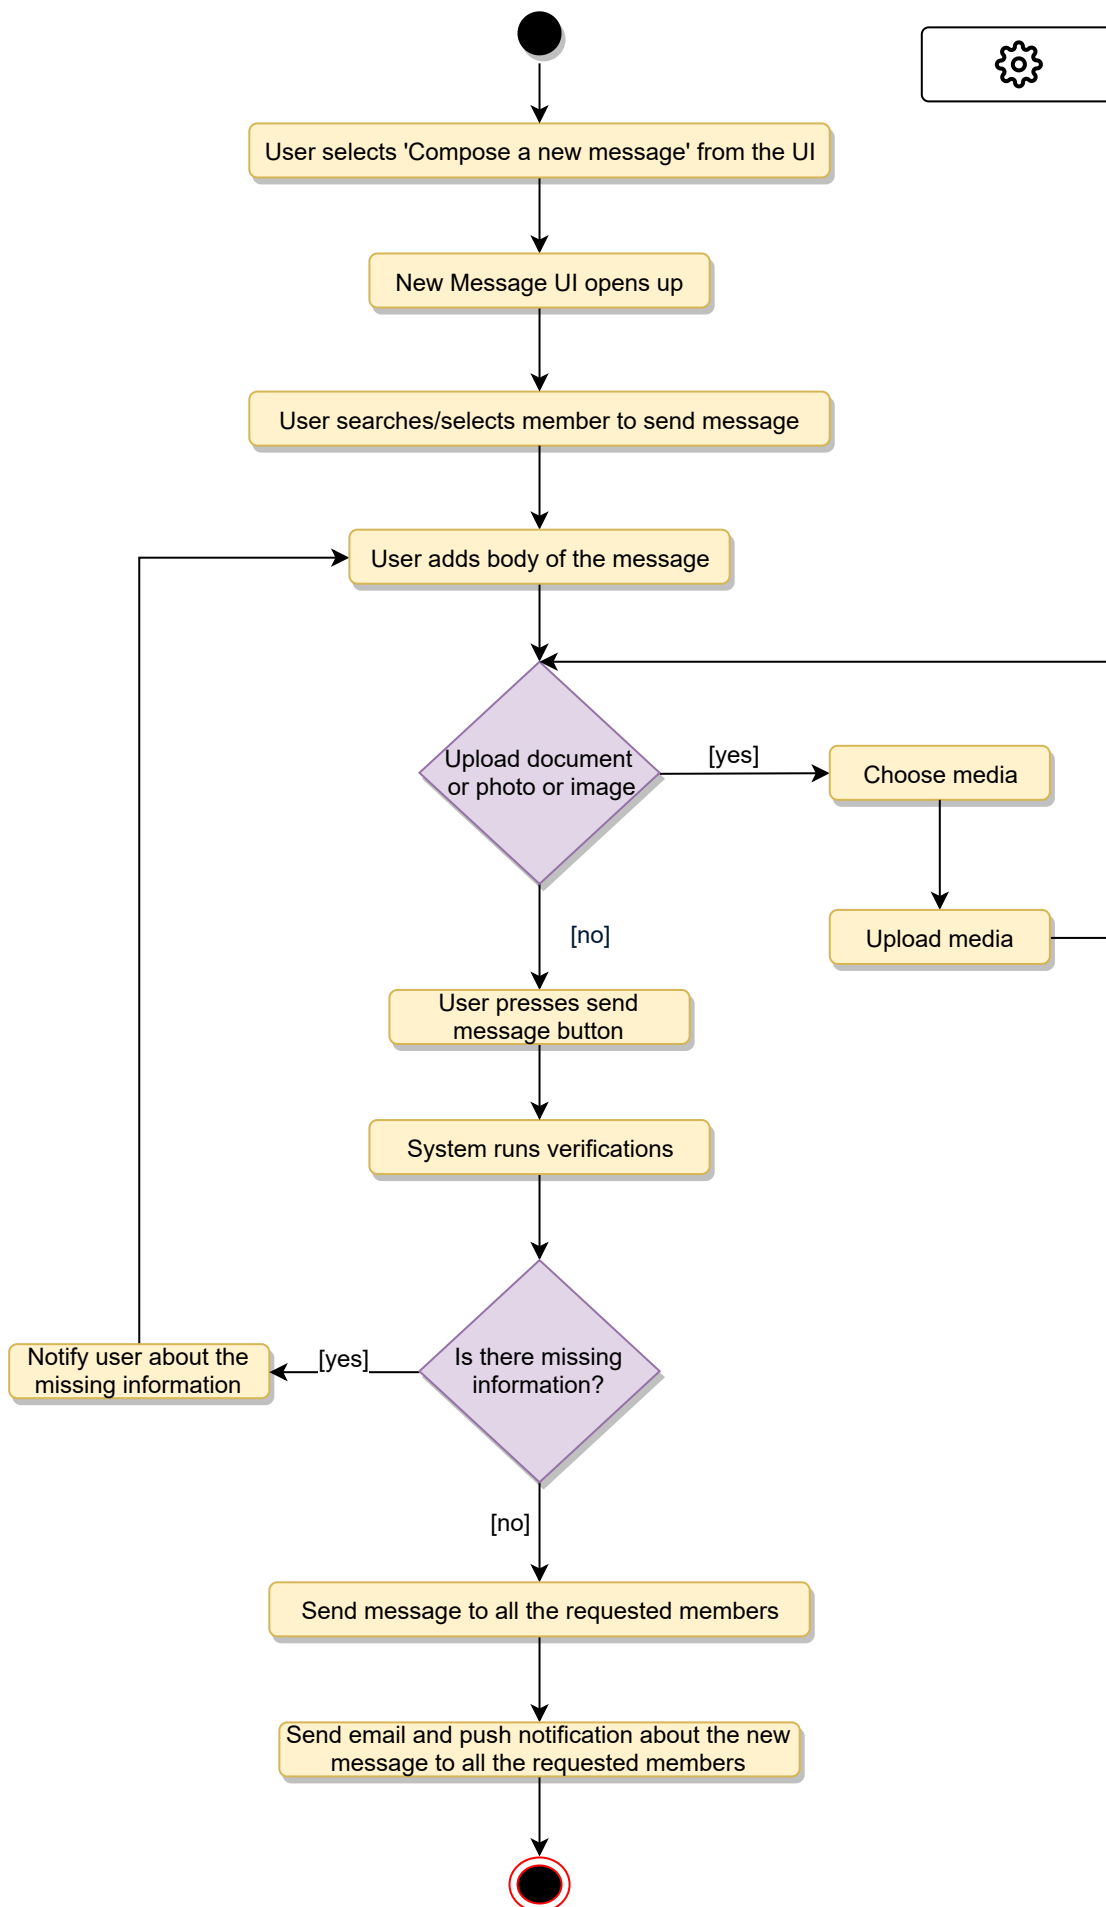 User selects 'Compose a new message' from the UI
New Message UI opens up
User searches/selects member to send message
User adds body of the message
Upload document
or photo or image
[yes]
Choose media
Upload media
[no]
User presses send
message button
System runs verifications
Is there missing
information?
[yes]
Notify user about the
missing information
[no]
Send message to all the requested members
Send email and push notification about the new
message to all the requested members